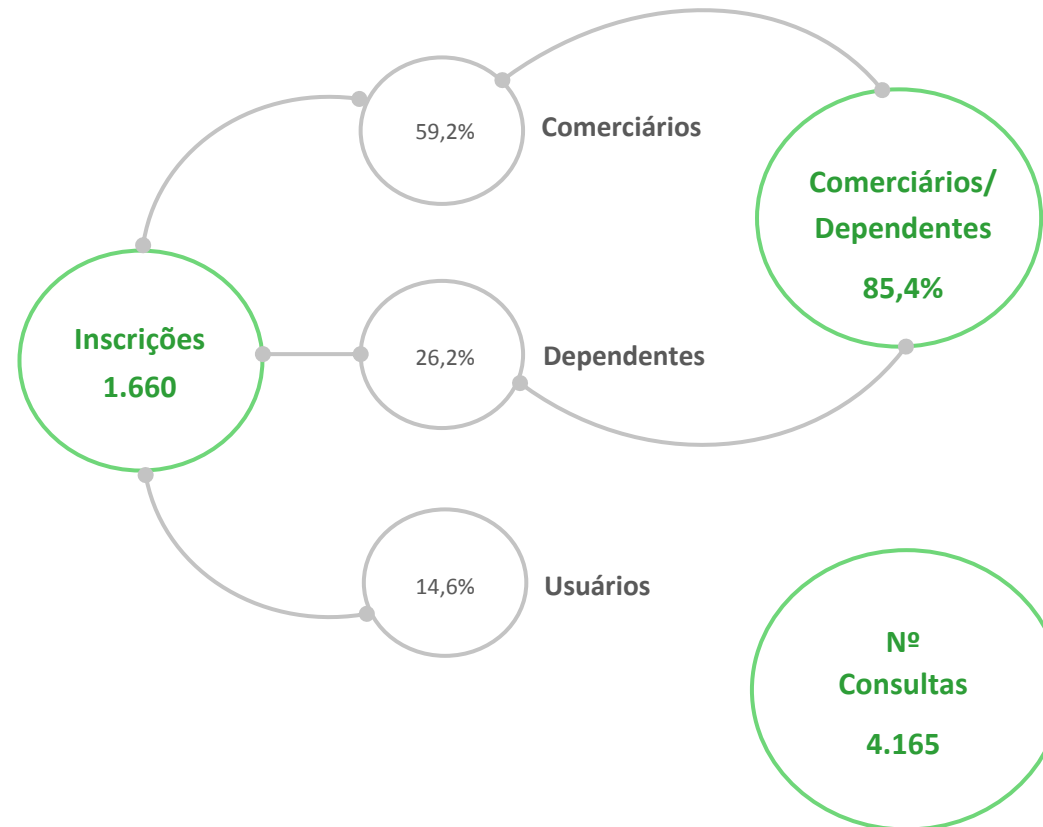 59,2%
Comerciários
Comerciários/
Dependentes
85,4%
Inscrições
1.660
26,2%
Dependentes
14,6%
Usuários
Nº
Consultas
4.165